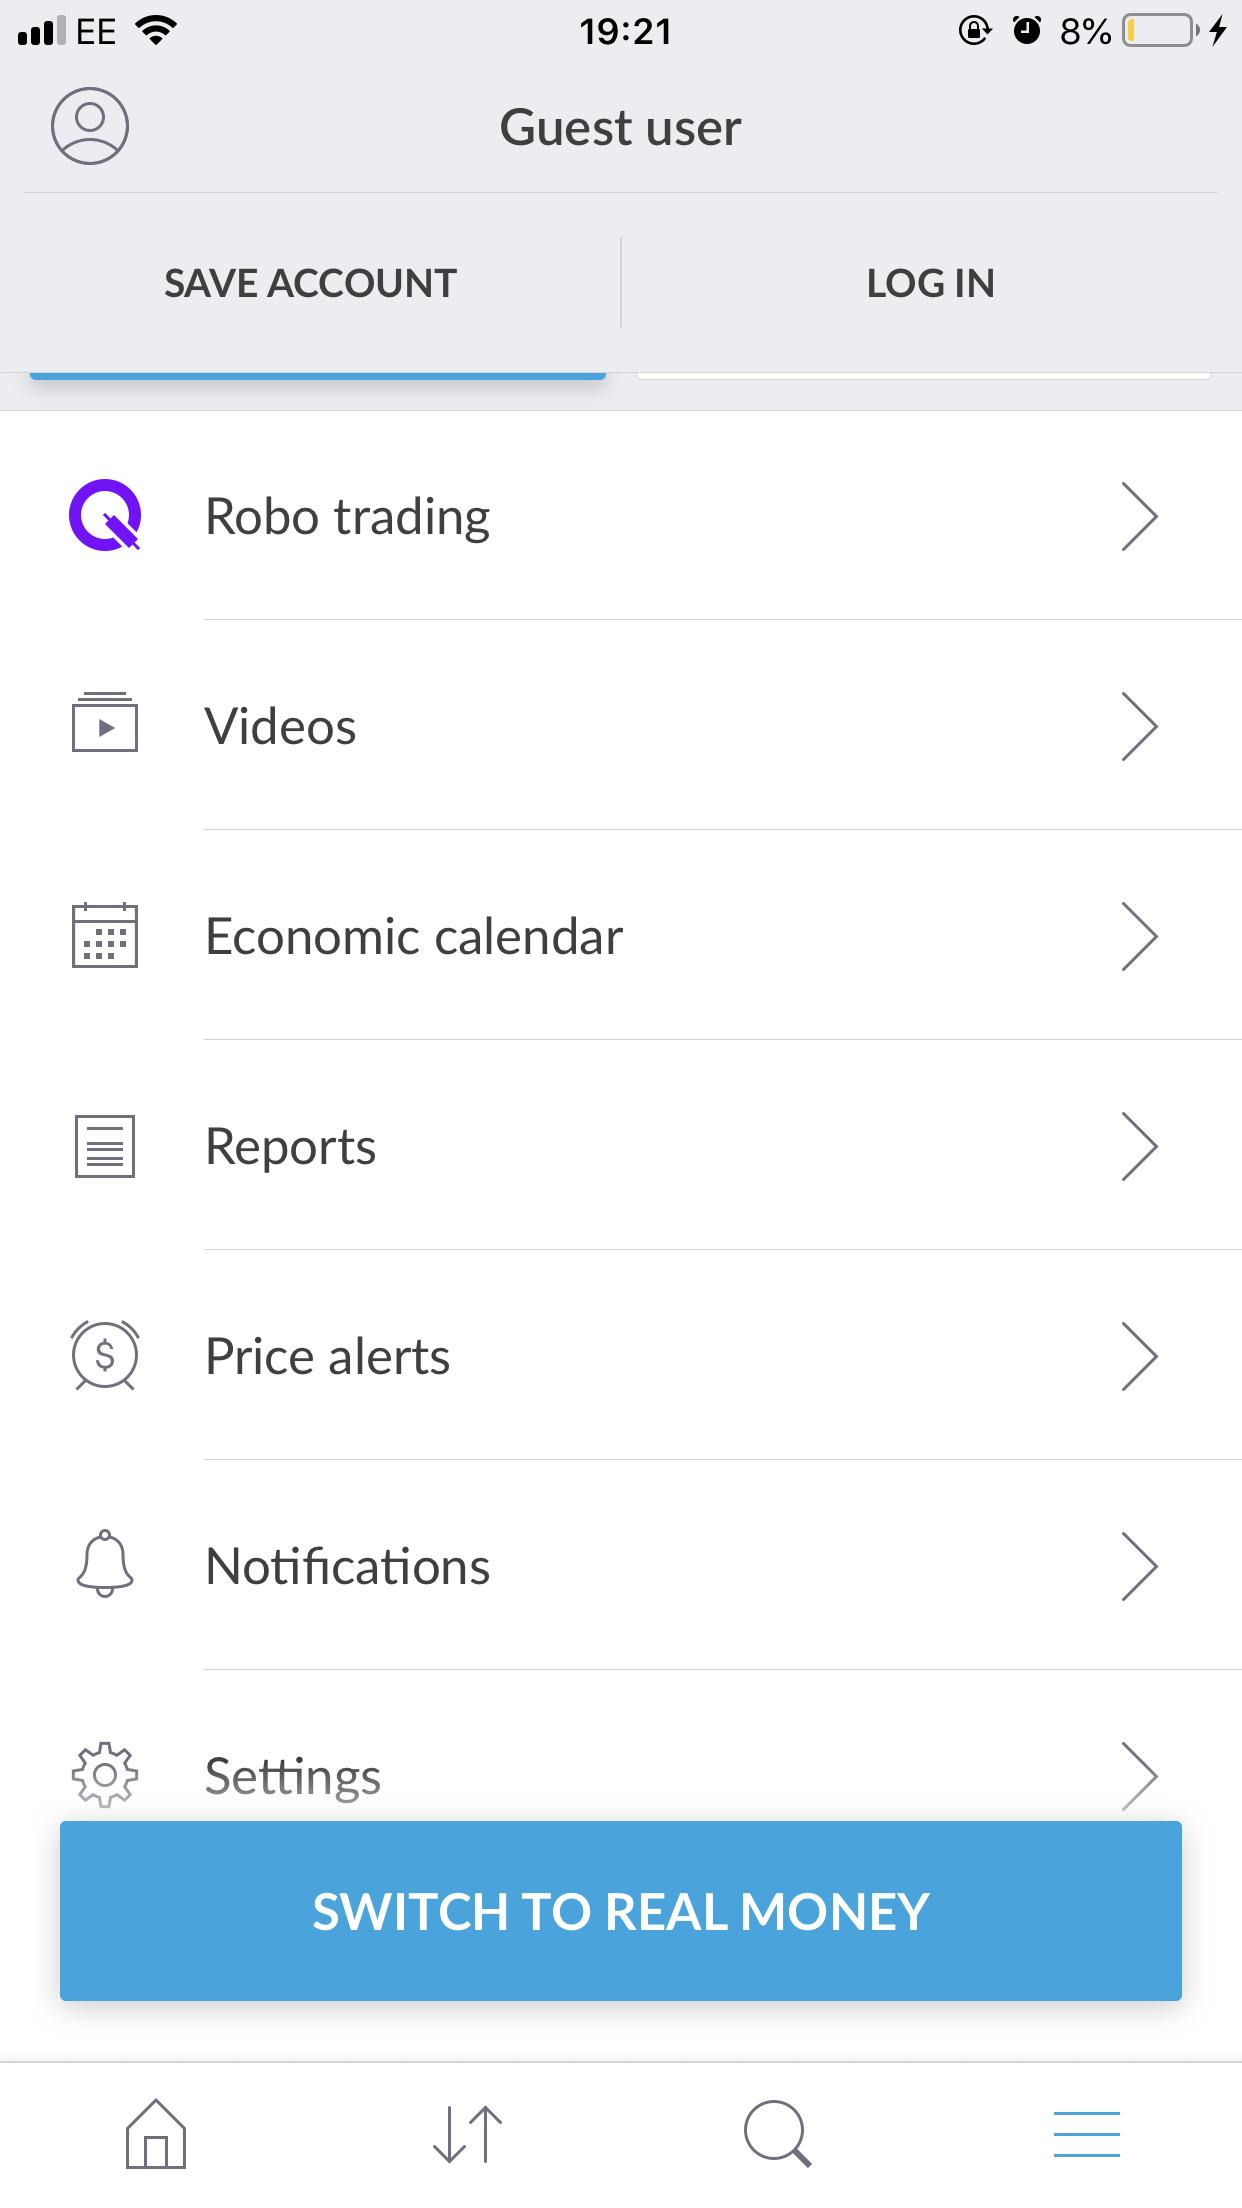 EE 19:21 8%
Guest user
SAVE ACCOUNT LOG IN
Robo trading
Videos
Economic calendar
Reports
$
Price alerts
Notifications
Settings
SWITCH TO REAL MONEY